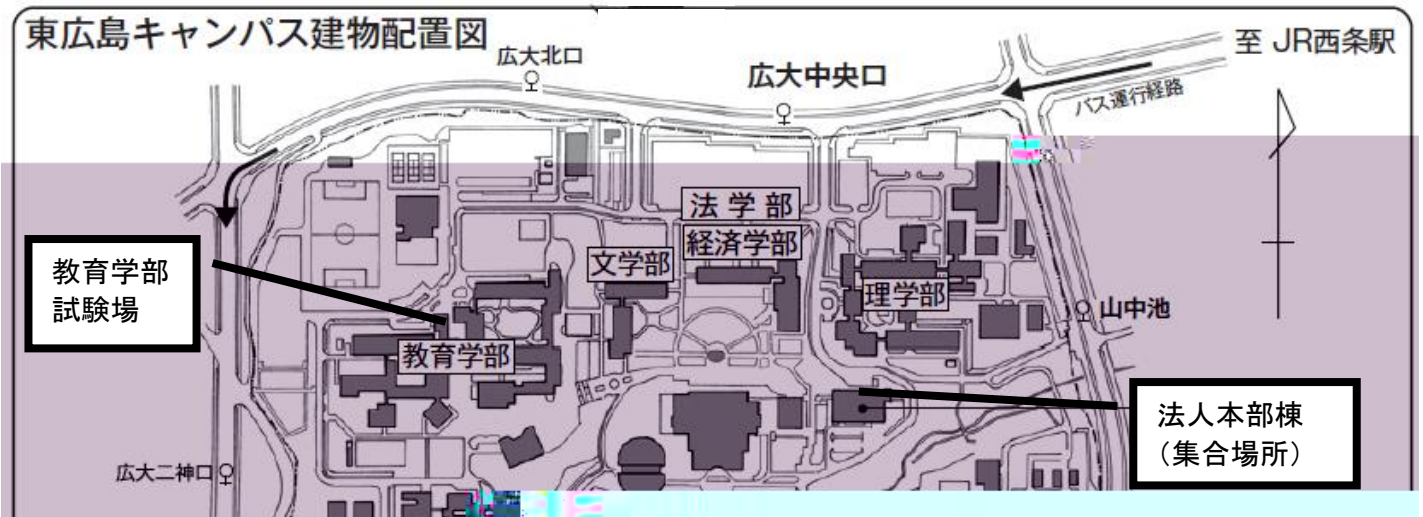 東広島キャンパス建物配置図
広大北口
広大中央口
至 JR西条駅
バス運行経路
法学部
経済学部
文学部
理学部
教育学部
試験場
教育学部
山中池
法人本部棟
(集合場所)
広大二神口